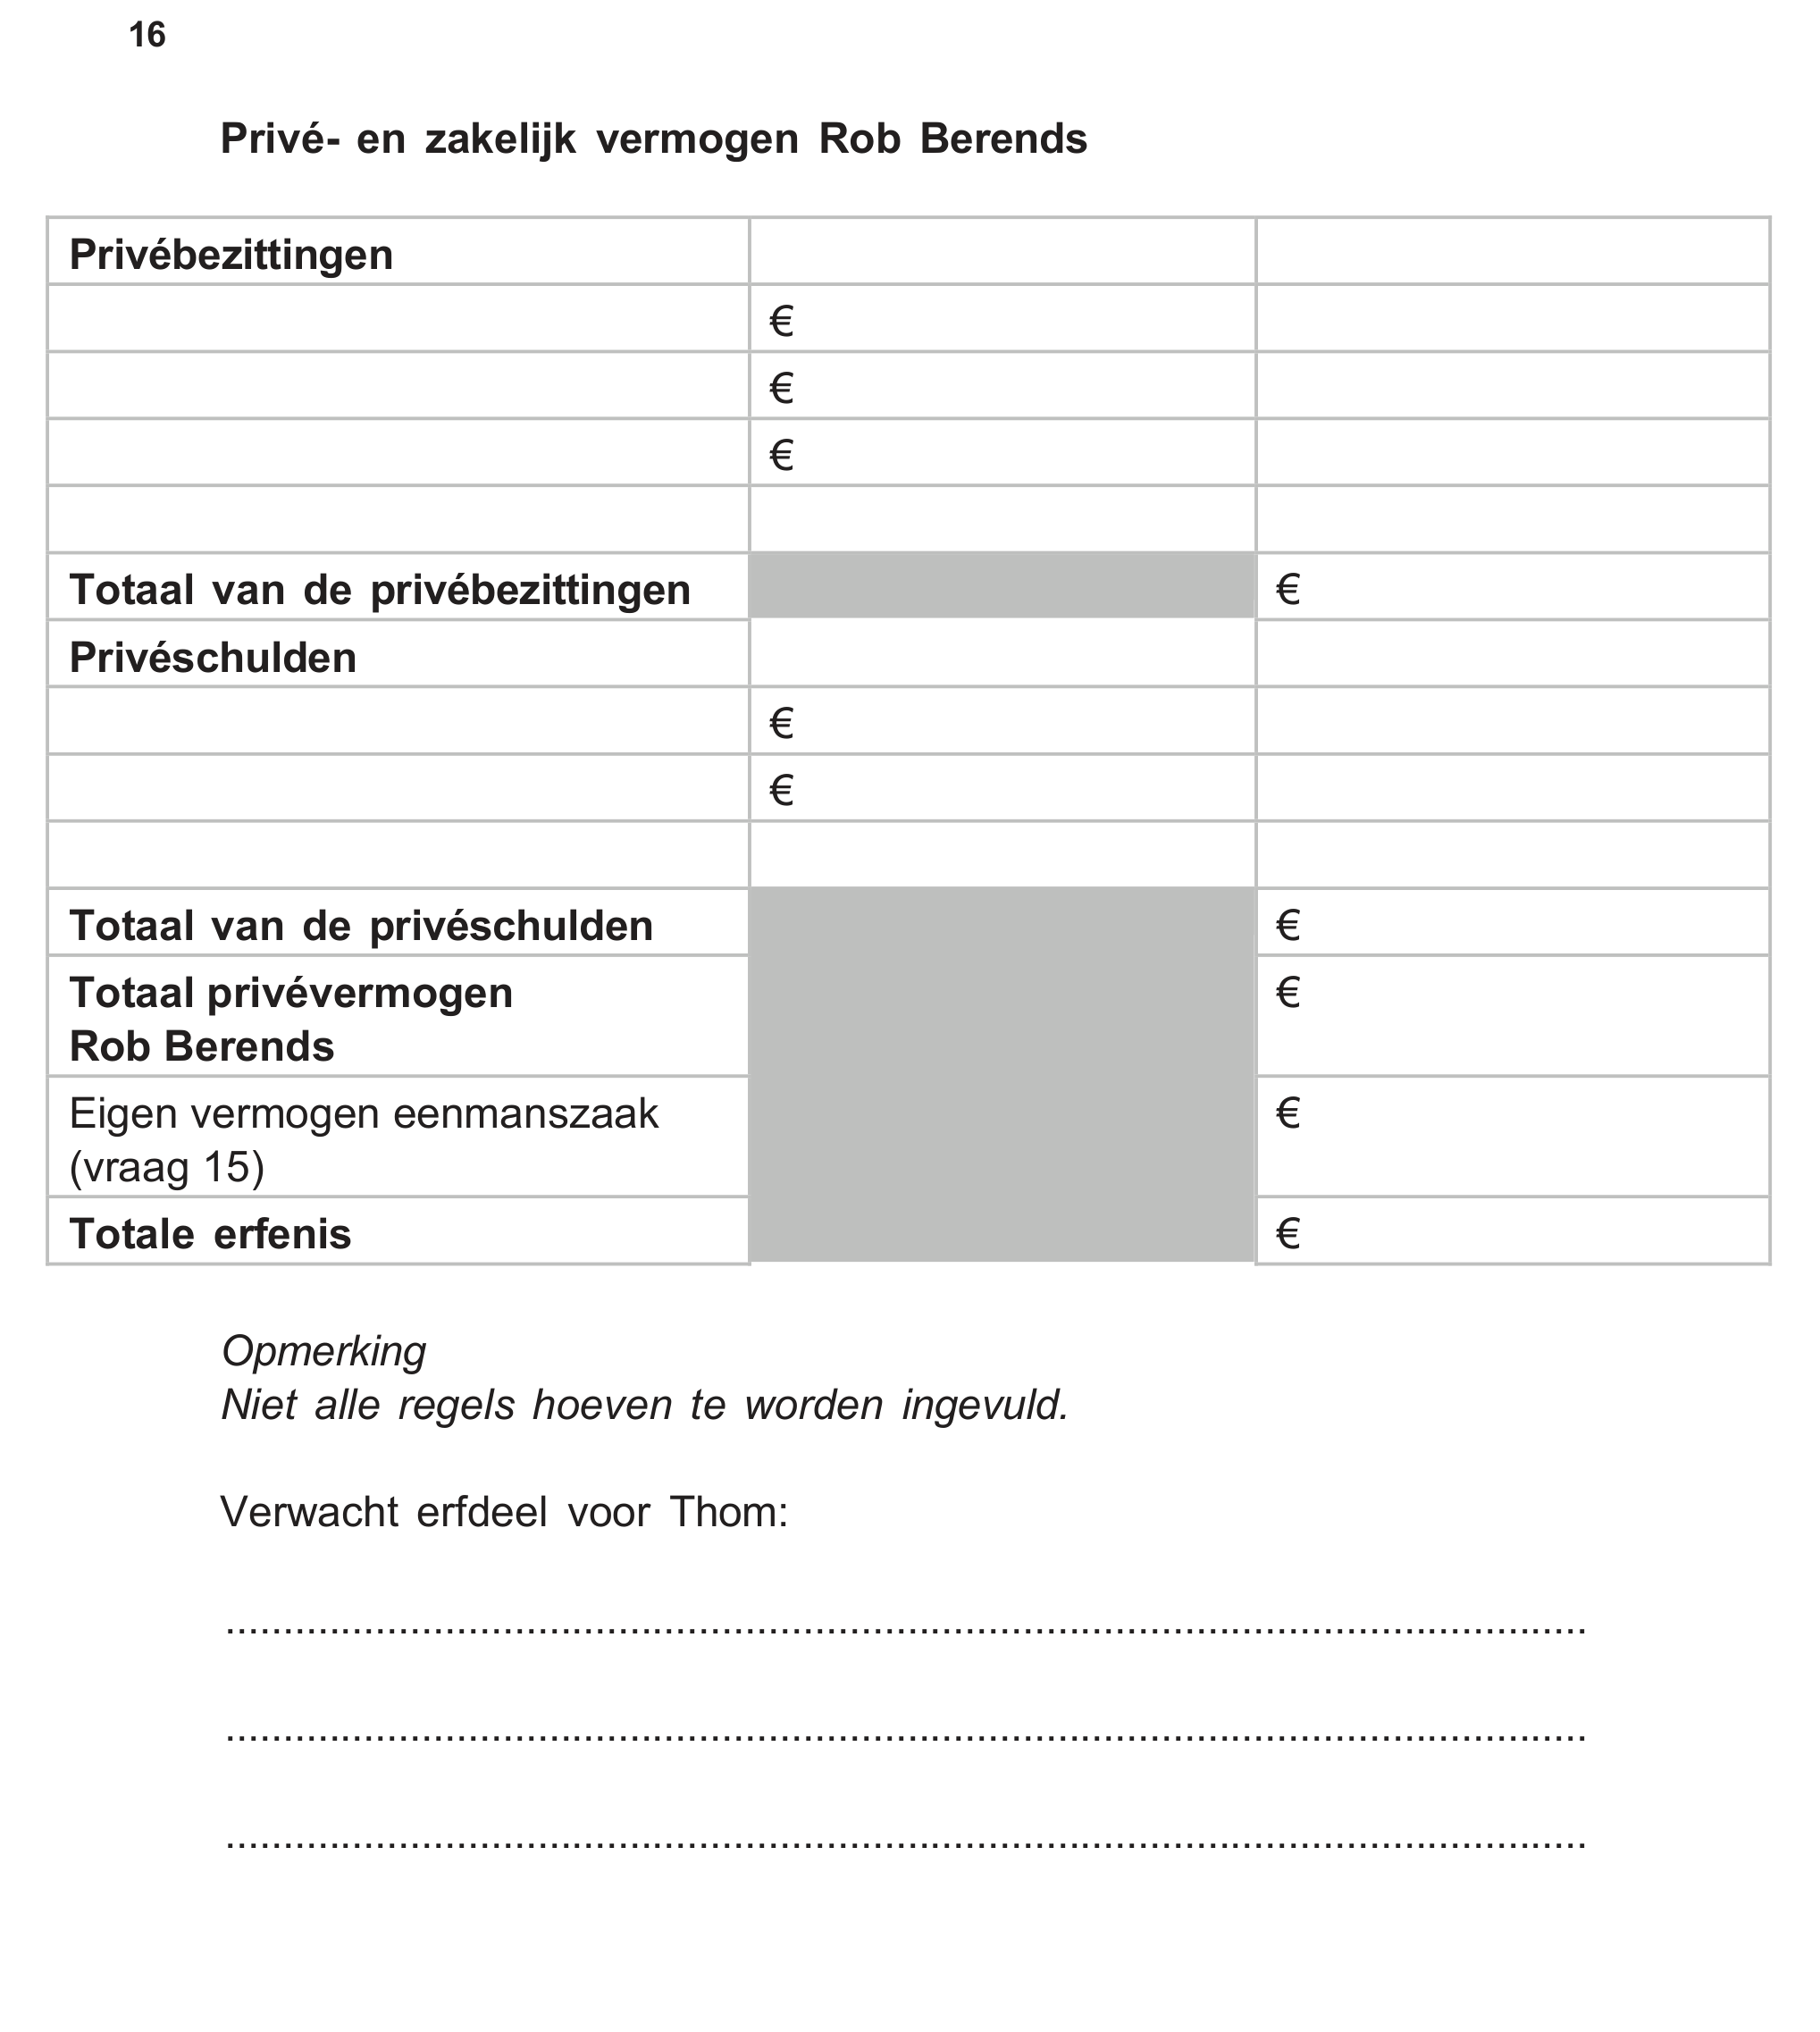 16
Privé- en zakelijk vermogen Rob Berends
Privébezittingen
€
€
€
Totaal van de privébezittingen €
Privéschulden
€
€
Totaal van de privéschulden €
Totaal privévermogen €
Rob Berends
Eigen vermogen eenmanszaak €
(vraag 15)
Totale erfenis €
Opmerking
Niet alle regels hoeven te worden ingevuld.
Verwacht erfdeel voor Thom: